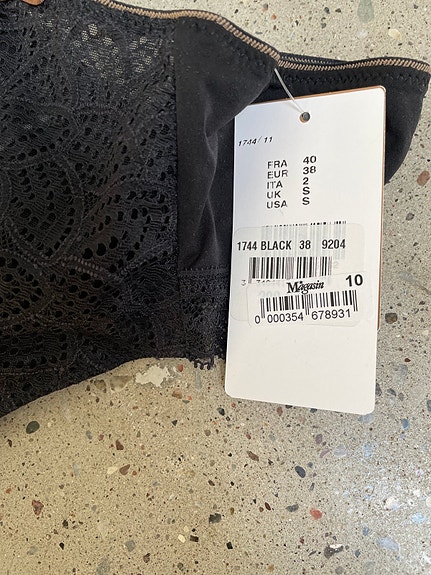 1744 / 11
FRA 40
EUR 38
ITA 2
UK S
USA S
1744 BLACK 38 9204
Magasin 10
0 000354 678931